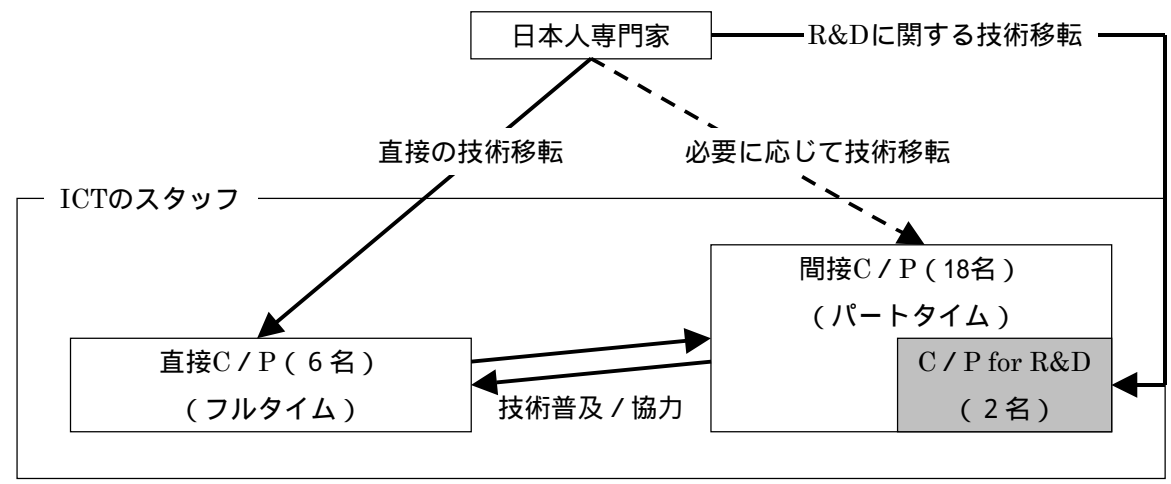 日本人専門家
R&Dに関する技術移転
直接の技術移転
必要に応じて技術移転
ICTのスタッフ
間接C/P(18名)
(パートタイム)
直接C/P(6名)
(フルタイム)
C/P for R&D
(2名)
技術普及/協力